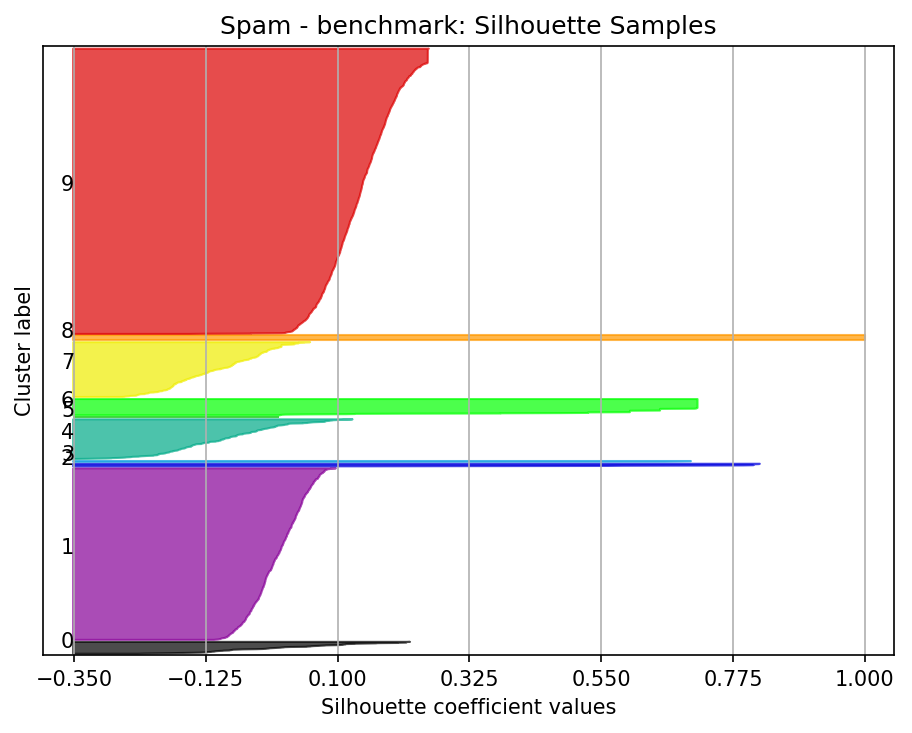 Spam - benchmark: Silhouette Samples
Cluster label
9
8
7
6
5
4
3
2
1
0
−0.350 −0.125 0.100 0.325 0.550 0.775 1.000
Silhouette coefficient values